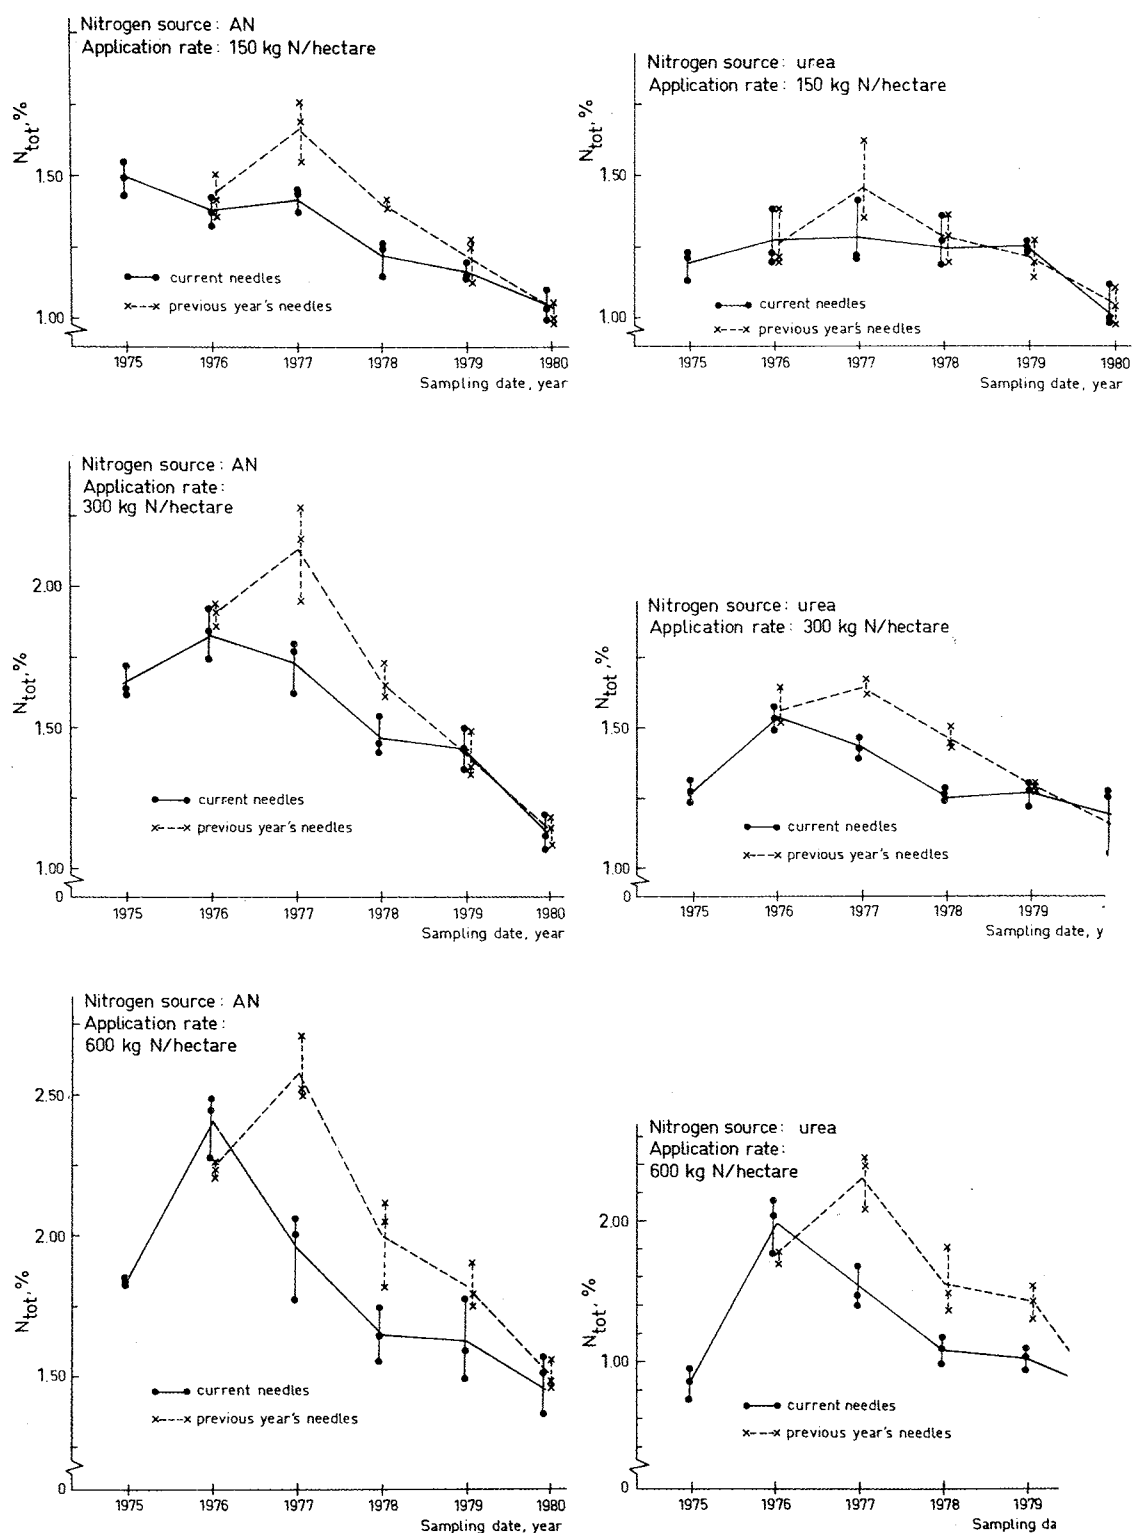 Nitrogen source: AN
Application rate: 150 kg N/hectare
N_tot, %
1.50
1.00
current needles
previous year's needles
1975 1976 1977 1978 1979 1980
Sampling date, year
Nitrogen source: urea
Application rate: 150 kg N/hectare
N_tot, %
1.50
1.00
current needles
previous year's needles
1975 1976 1977 1978 1979 1980
Sampling date, year
Nitrogen source: AN
Application rate:
300 kg N/hectare
N_tot, %
2.00
1.50
1.00
0
current needles
previous year's needles
1975 1976 1977 1978 1979 1980
Sampling date, year
Nitrogen source: urea
Application rate: 300 kg N/hectare
N_tot, %
1.50
1.00
0
current needles
previous year's needles
1975 1976 1977 1978 1979
Sampling date, y
Nitrogen source: AN
Application rate:
600 kg N/hectare
N_tot, %
2.50
2.00
1.50
0
current needles
previous year's needles
1975 1976 1977 1978 1979 1980
Sampling date, year
Nitrogen source: urea
Application rate:
600 kg N/hectare
N_tot, %
2.00
1.00
0
current needles
previous year's needles
1975 1976 1977 1978 1979
Sampling da